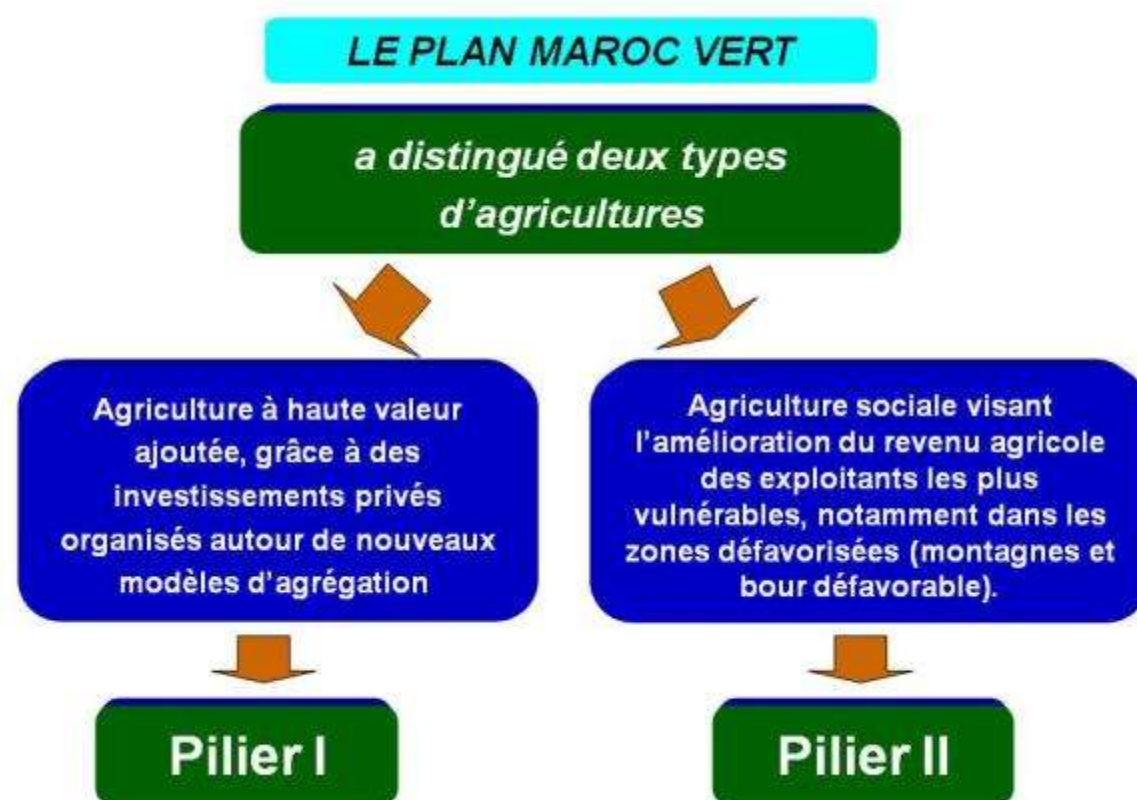 LE PLAN MAROC VERT
a distingué deux types
d'agricultures
Agriculture à haute valeur
ajoutée, grâce à des
investissements privés
organisés autour de nouveaux
modèles d'agrégation
Agriculture sociale visant
l'amélioration du revenu agricole
des exploitants les plus
vulnérables, notamment dans les
zones défavorisées (montagnes et
bour défavorable).
Pilier I
Pilier II